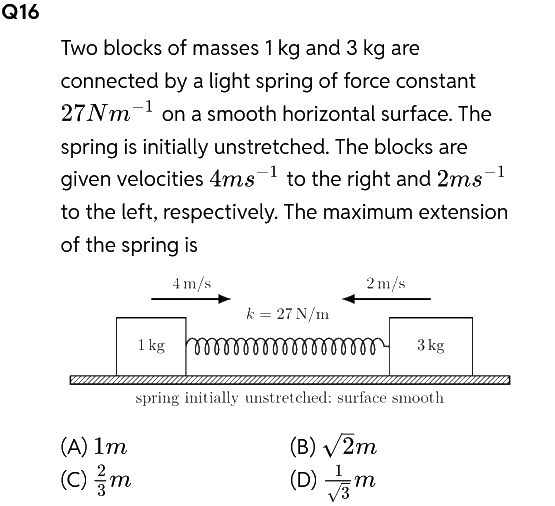 Q16
Two blocks of masses 1 kg and 3 kg are
connected by a light spring of force constant
27Nm⁻¹ on a smooth horizontal surface. The
spring is initially unstretched. The blocks are
given velocities 4ms⁻¹ to the right and 2ms⁻¹
to the left, respectively. The maximum extension
of the spring is
4 m/s 2 m/s
k = 27 N/m
1 kg 3 kg
spring initially unstretched: surface smooth
(A) 1m (B) √2m
(C) 2/3 m (D) 1/√3 m